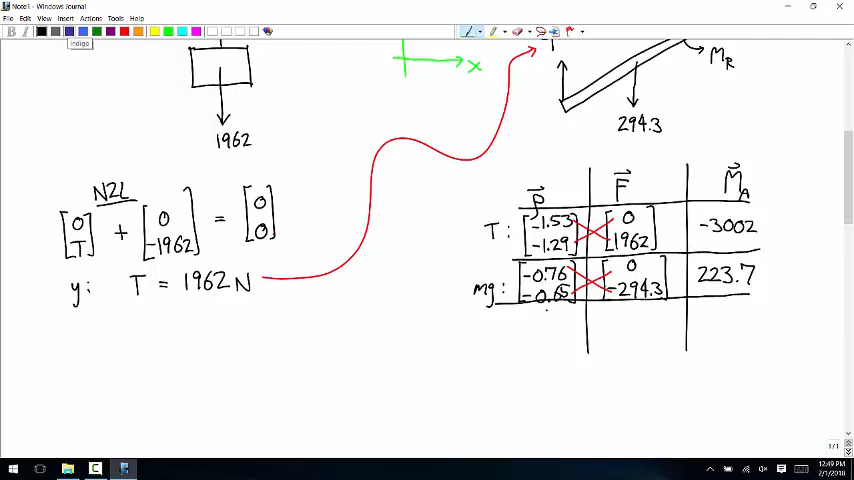 Note1 - Windows Journal
File Edit View Insert Actions Tools Help
B I
Indigo
x
M_R
1962
294.3
N2L
[0 T] + [0 -1962] = [0 0]
y: T = 1962 N
p⃗ F⃗ M⃗_A
T: [-1.53 -1.29] [0 1962] -3002
mg: [-0.76 -0.65] [0 -294.3] 223.7
1/1
12:49 PM
2/1/2018